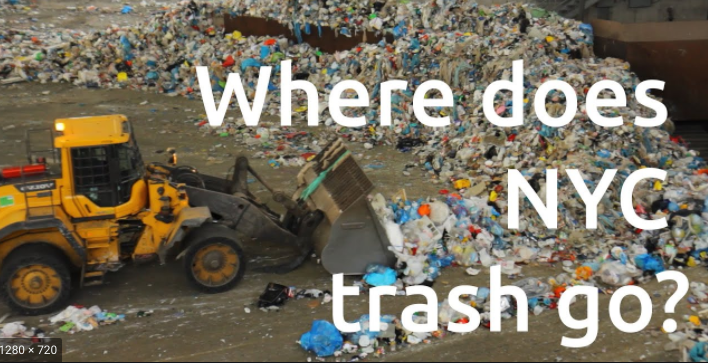 Where does
NYC
trash go?
1280 × 720